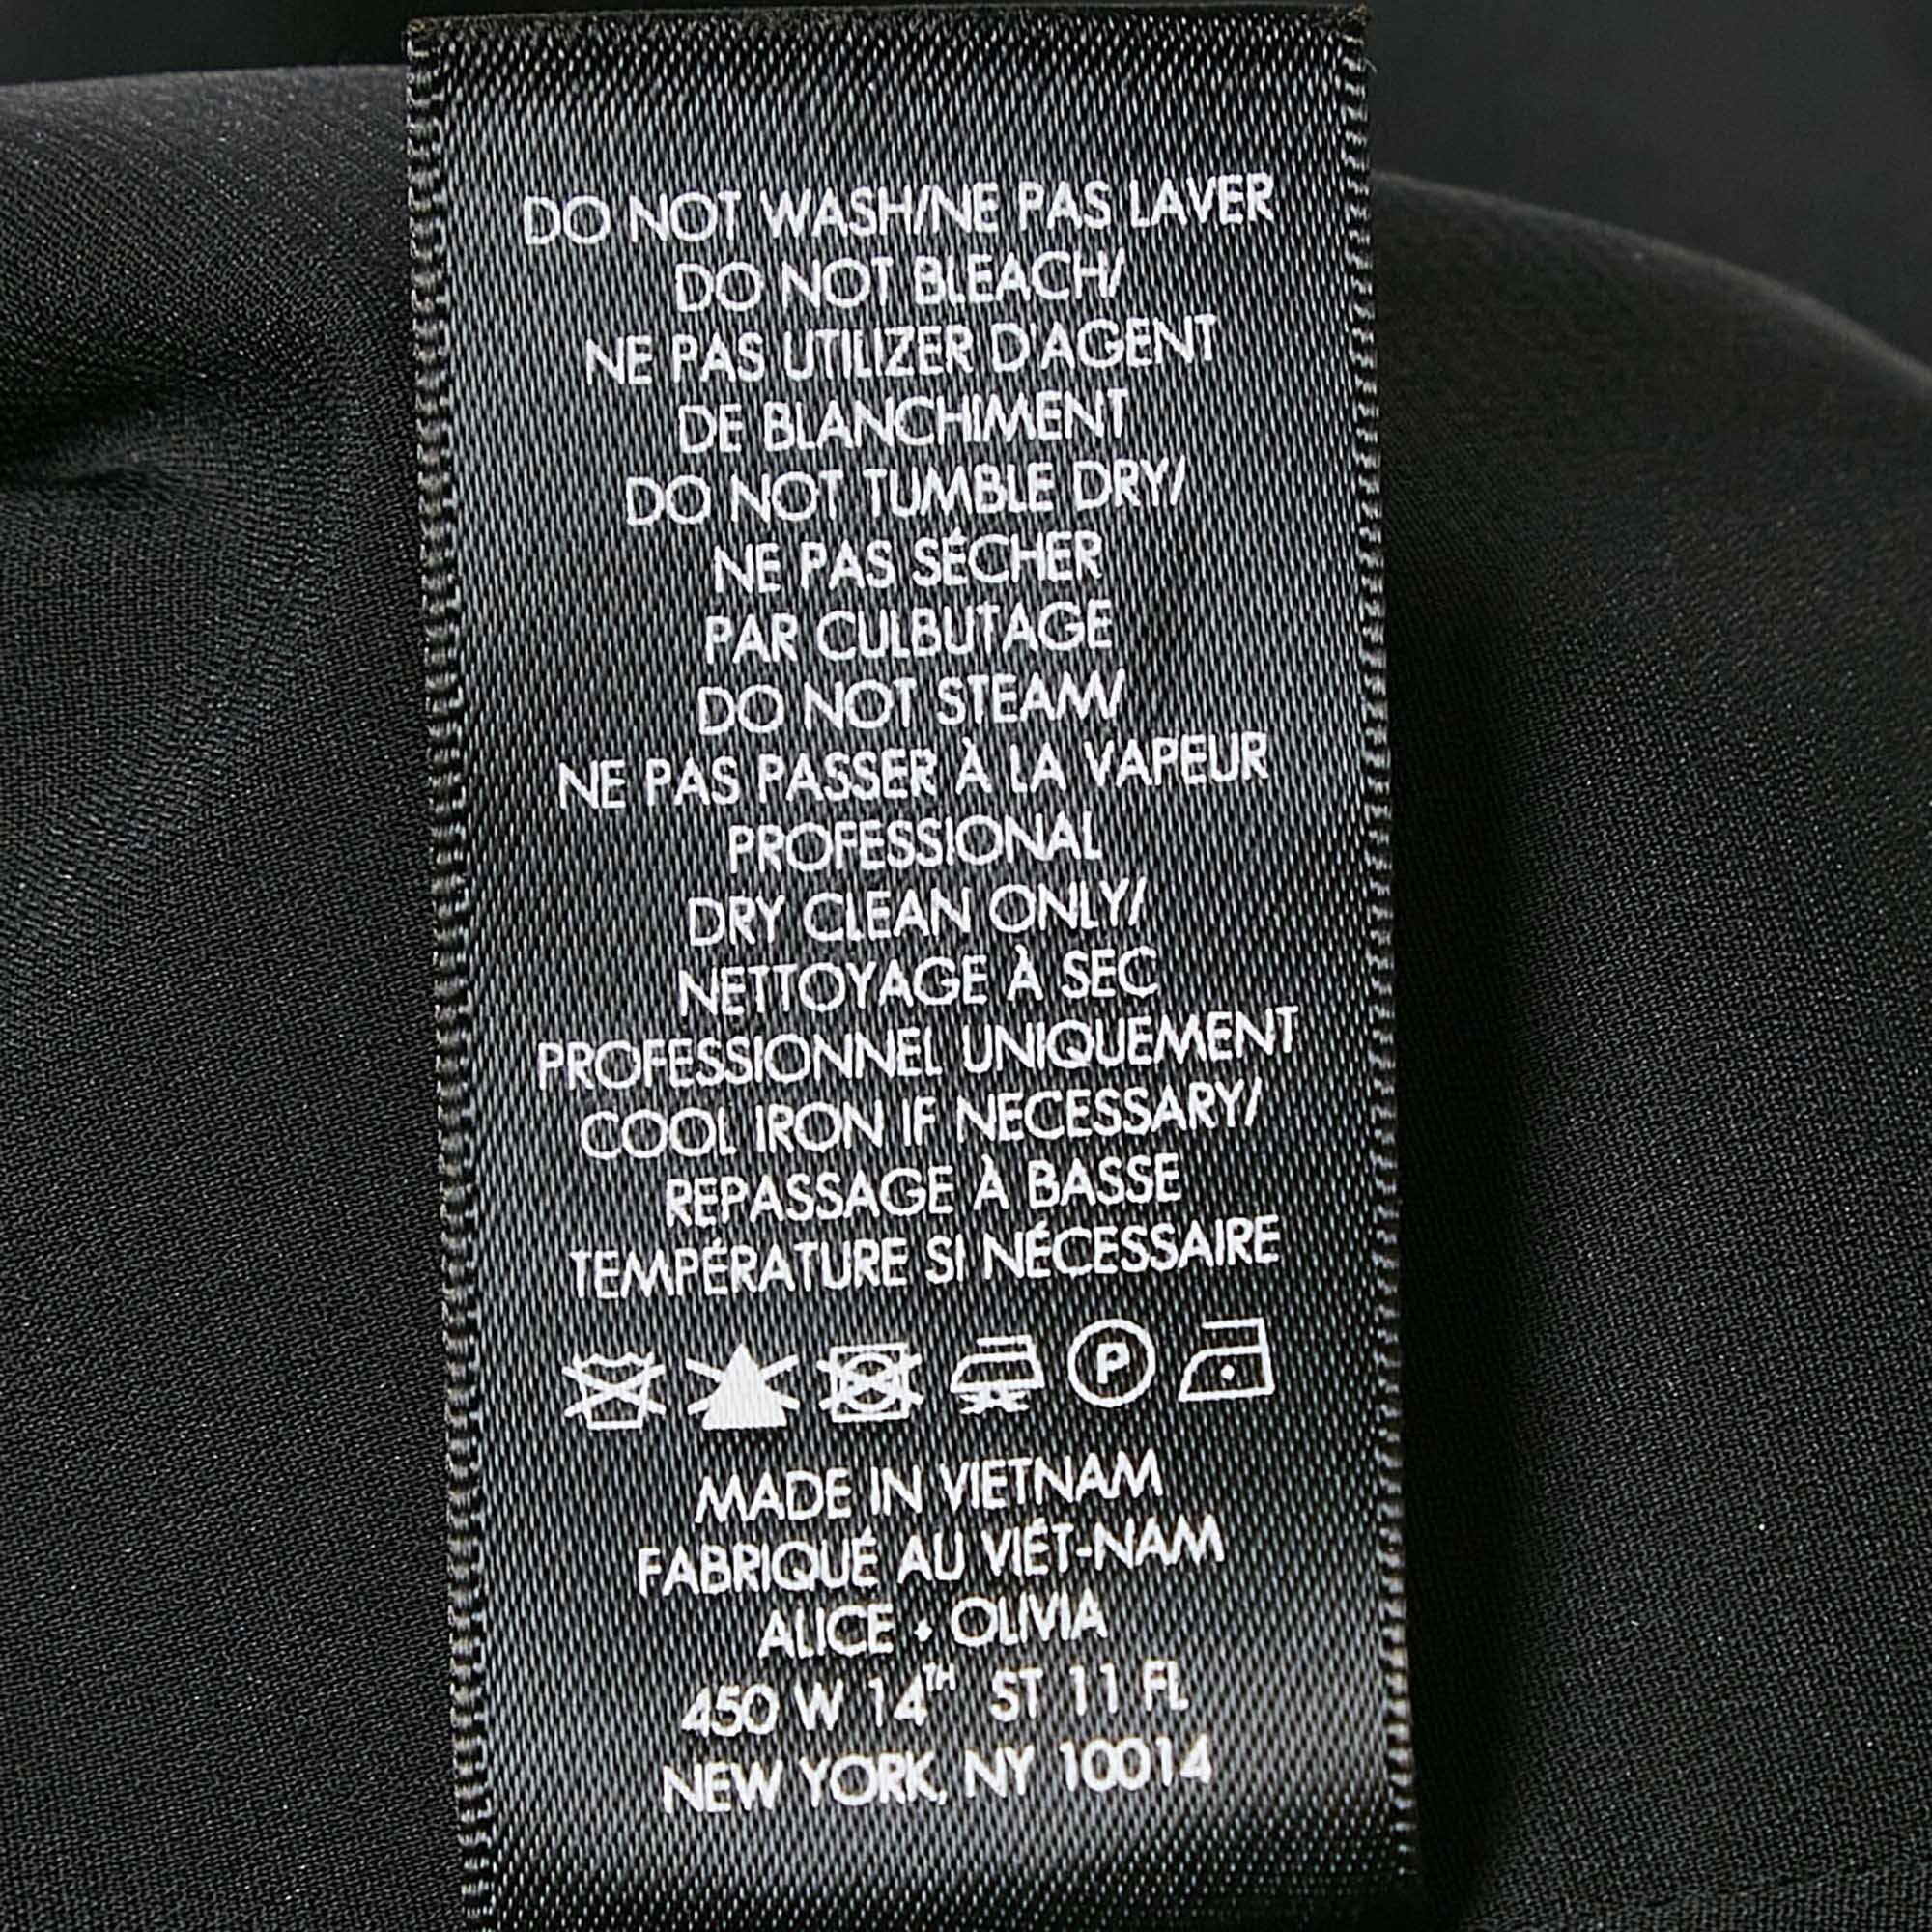 DO NOT WASH/NE PAS LAVER
DO NOT BLEACH/
NE PAS UTILIZER D'AGENT
DE BLANCHIMENT
DO NOT TUMBLE DRY/
NE PAS SÉCHER
PAR CULBUTAGE
DO NOT STEAM/
NE PAS PASSER À LA VAPEUR
PROFESSIONAL
DRY CLEAN ONLY/
NETTOYAGE À SEC
PROFESSIONNEL UNIQUEMENT
COOL IRON IF NECESSARY/
REPASSAGE À BASSE
TEMPÉRATURE SI NÉCESSAIRE
P
MADE IN VIETNAM
FABRIQUÉ AU VIÊT-NAM
ALICE + OLIVIA
450 W 14TH ST 11 FL
NEW YORK, NY 10014